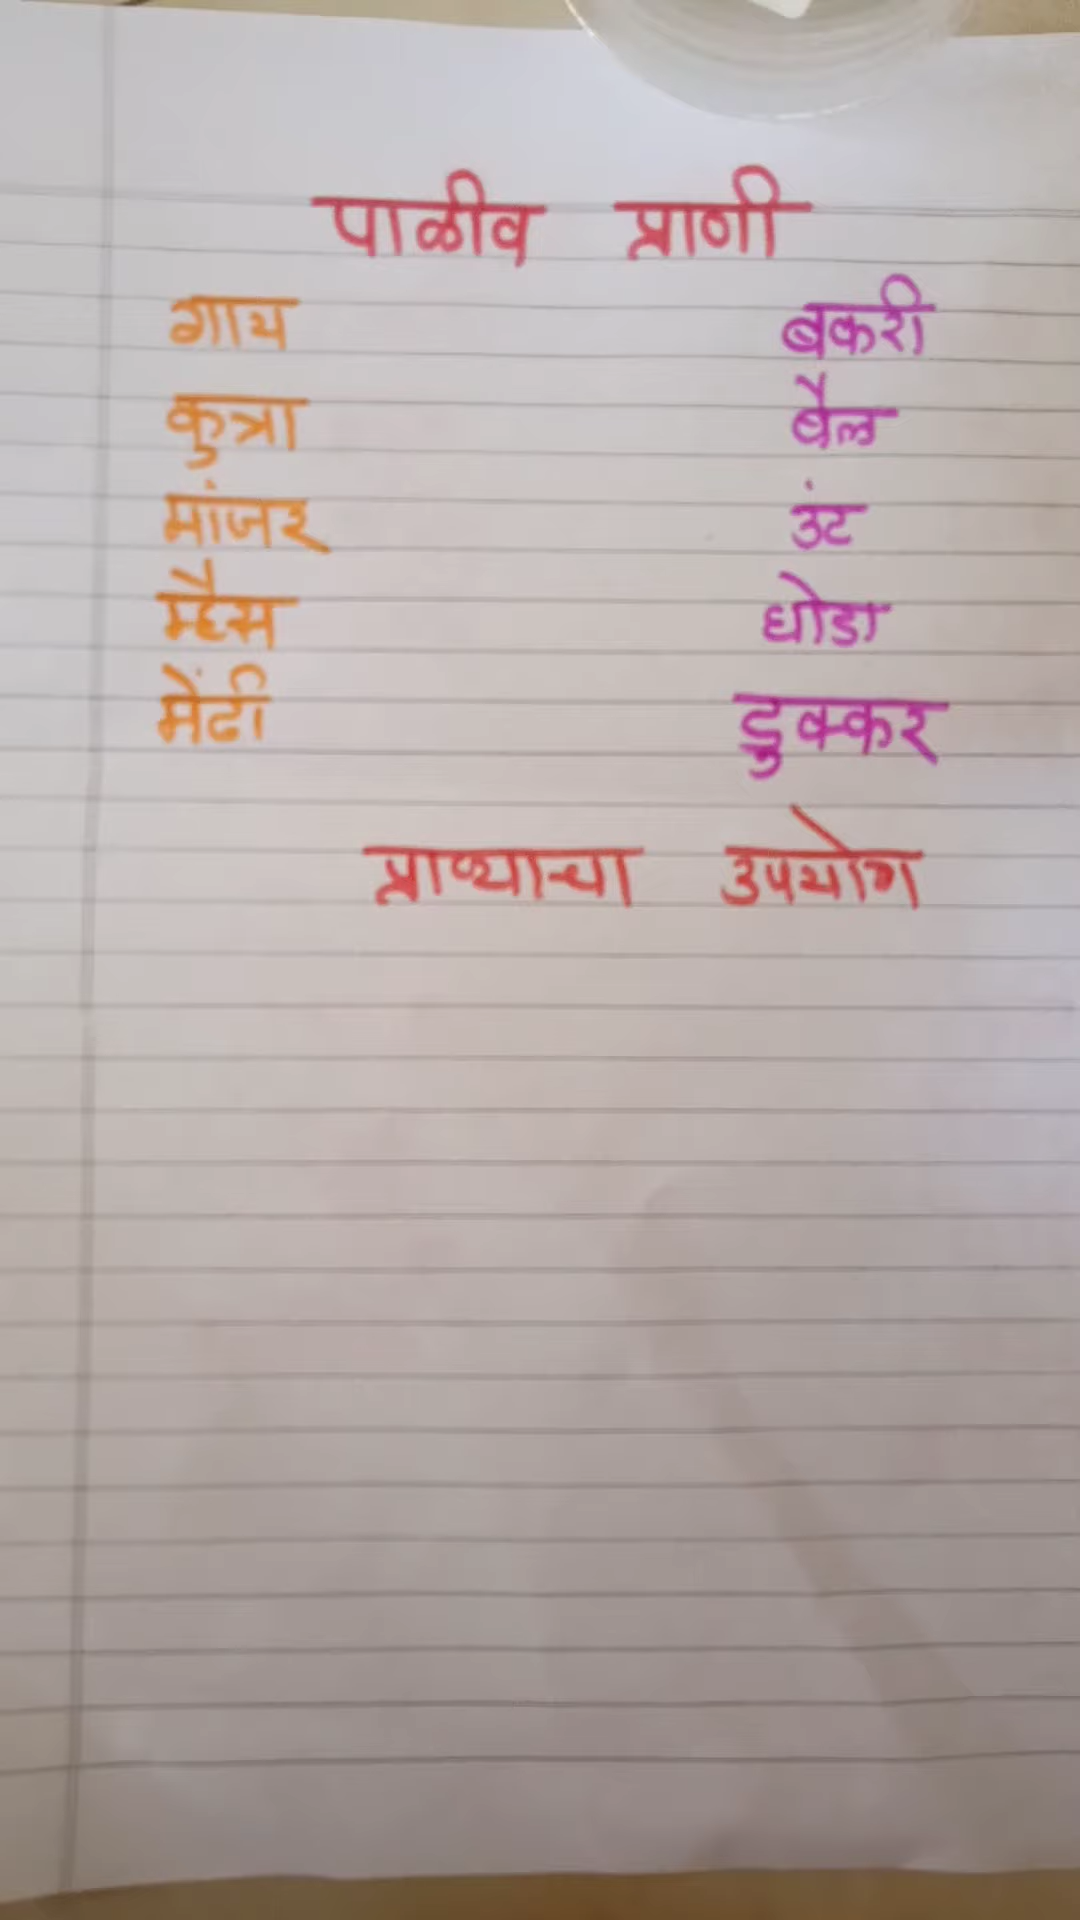 पाळीव प्राणी
गाय बकरी
कुत्रा बैल
मांजर उंट
म्हैस घोडा
मेंढी डुक्कर
प्राण्याचा उपयोग